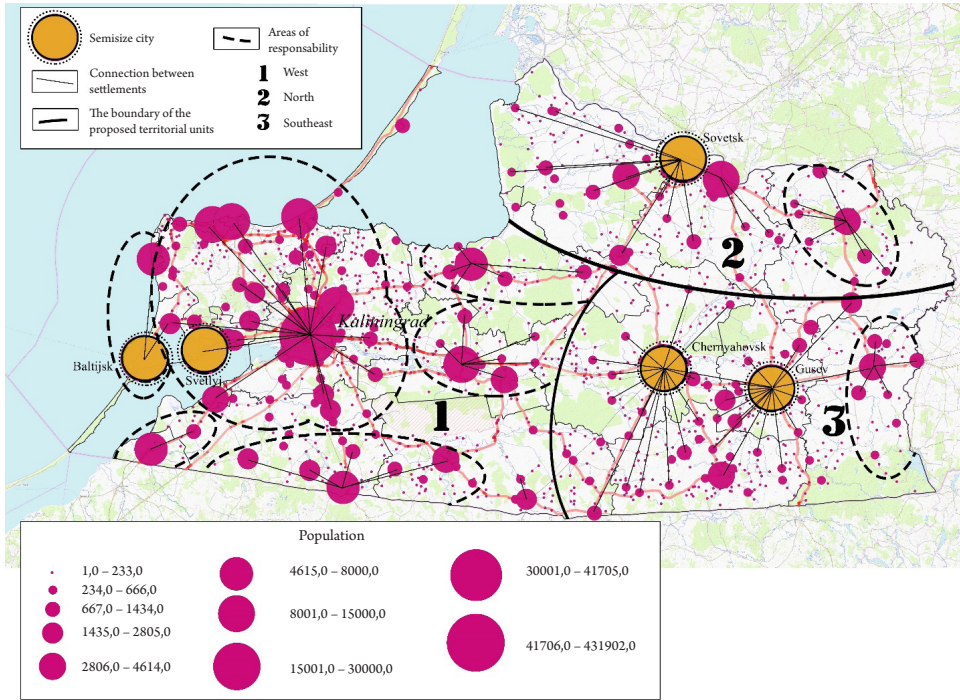 Semisize city
Connection between
settlements
The boundary of the
proposed territorial units
Areas of
responsability
1 West
2 North
3 Southeast
Sovetsk
2
Kaliningrad
Baltijsk
Svetlyj
Chernyahovsk
Gusev
1
3
Population
1,0 – 233,0
234,0 – 666,0
667,0 – 1434,0
1435,0 – 2805,0
2806,0 – 4614,0
4615,0 – 8000,0
8001,0 – 15000,0
15001,0 – 30000,0
30001,0 – 41705,0
41706,0 – 431902,0